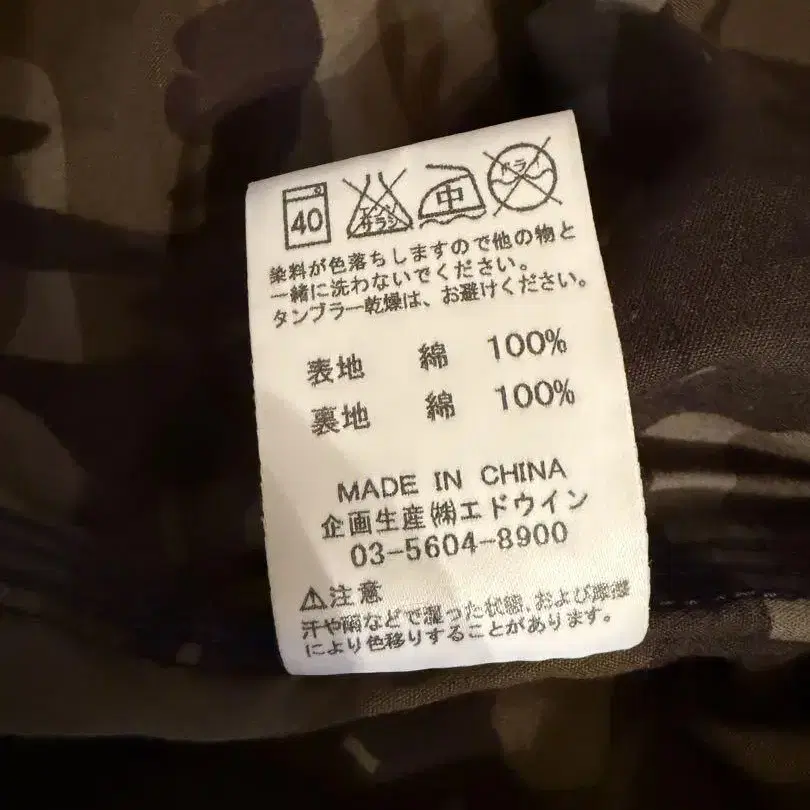 40 エンソ サラシ 中 ドライ
染料が色落ちしますので他の物と
一緒に洗わないでください。
タンブラー乾燥は、お避けください。
表地 綿 100%
裏地 綿 100%
MADE IN CHINA
企画生産㈱エドウイン
03-5604-8900
⚠注意
汗や雨などで湿った状態、および摩擦
により色移りすることがあります。